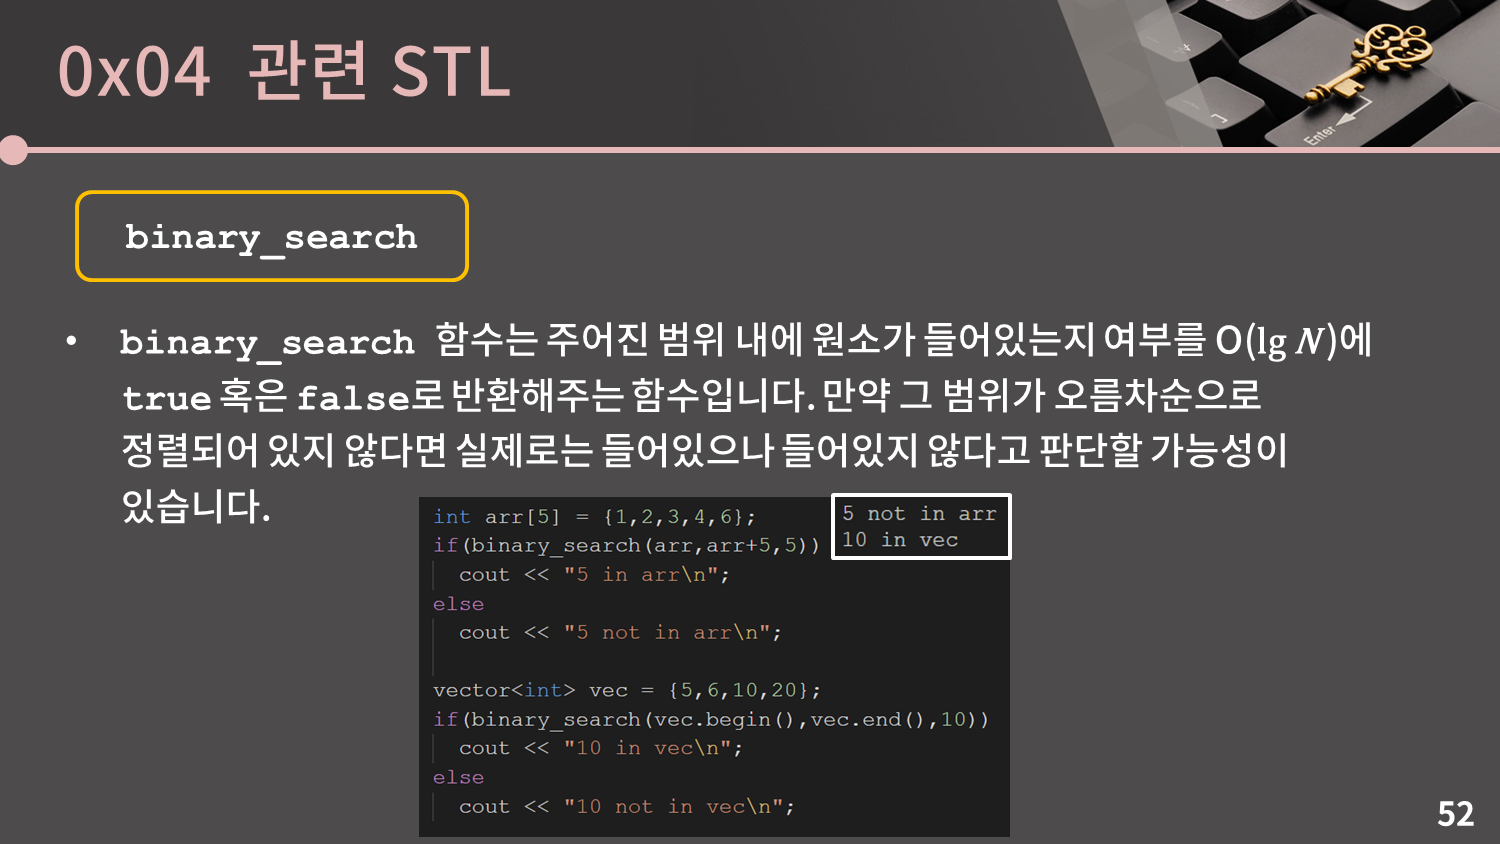 0x04 관련 STL
Enter
binary_search
• binary_search 함수는 주어진 범위 내에 원소가 들어있는지 여부를 O(lg N)에
true 혹은 false로 반환해주는 함수입니다. 만약 그 범위가 오름차순으로
정렬되어 있지 않다면 실제로는 들어있으나 들어있지 않다고 판단할 가능성이
있습니다.
5 not in arr
10 in vec
int arr[5] = {1,2,3,4,6};
if(binary_search(arr,arr+5,5))
cout << "5 in arr\n";
else
cout << "5 not in arr\n";
vector<int> vec = {5,6,10,20};
if(binary_search(vec.begin(),vec.end(),10))
cout << "10 in vec\n";
else
cout << "10 not in vec\n";
52